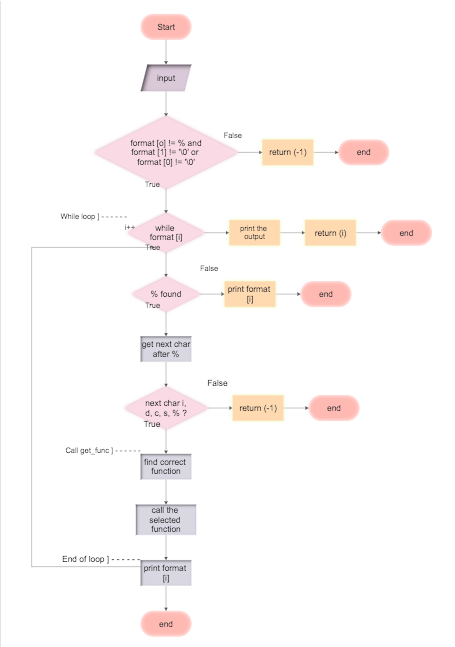 Start
input
format [o] != % and
format [1] != '\0' or
format [0] != '\0'
False
return (-1)
end
True
While loop ]
i++
while
format [i]
print the
output
return (i)
end
True
False
% found
print format
[i]
end
True
get next char
after %
False
next char i,
d, c, s, % ?
return (-1)
end
True
Call get_func ]
find correct
function
call the
selected
function
End of loop ]
print format
[i]
end